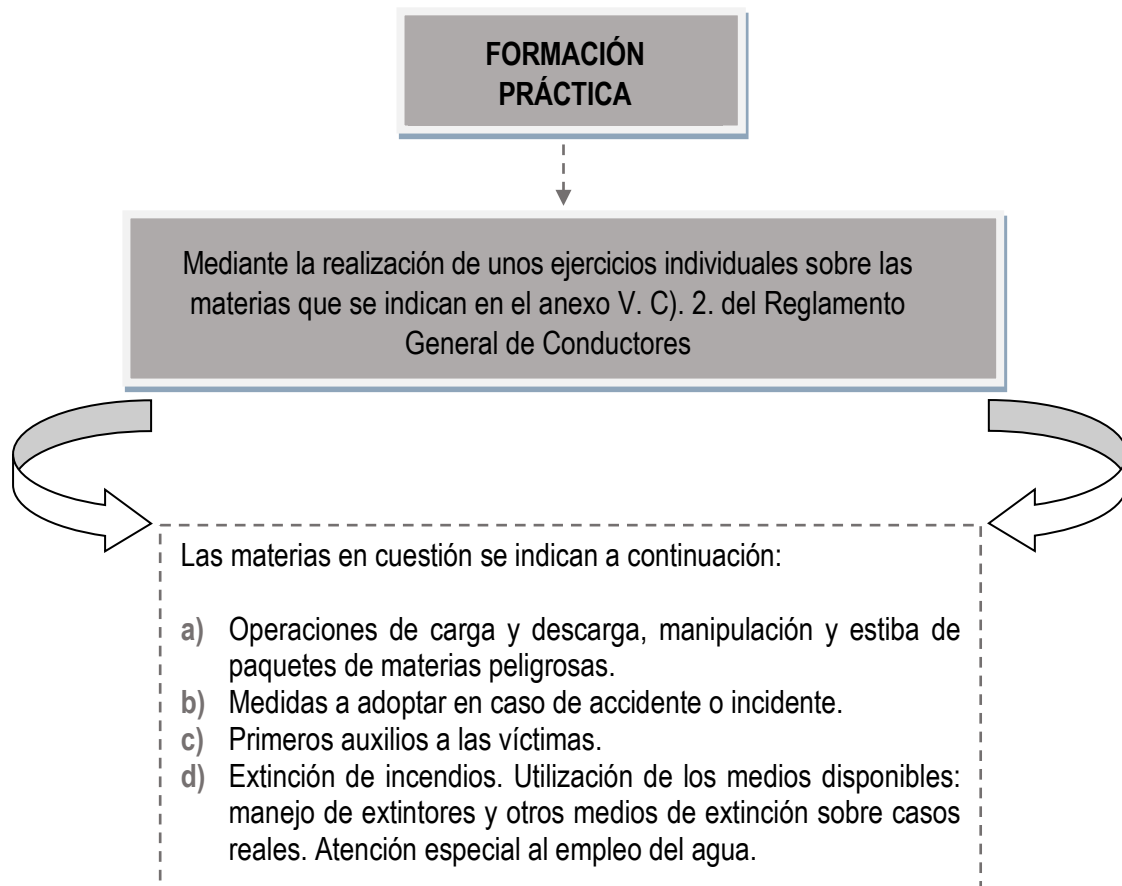 FORMACIÓN
PRÁCTICA
Mediante la realización de unos ejercicios individuales sobre las
materias que se indican en el anexo V. C). 2. del Reglamento
General de Conductores
Las materias en cuestión se indican a continuación:
a) Operaciones de carga y descarga, manipulación y estiba de
paquetes de materias peligrosas.
b) Medidas a adoptar en caso de accidente o incidente.
c) Primeros auxilios a las víctimas.
d) Extinción de incendios. Utilización de los medios disponibles:
manejo de extintores y otros medios de extinción sobre casos
reales. Atención especial al empleo del agua.